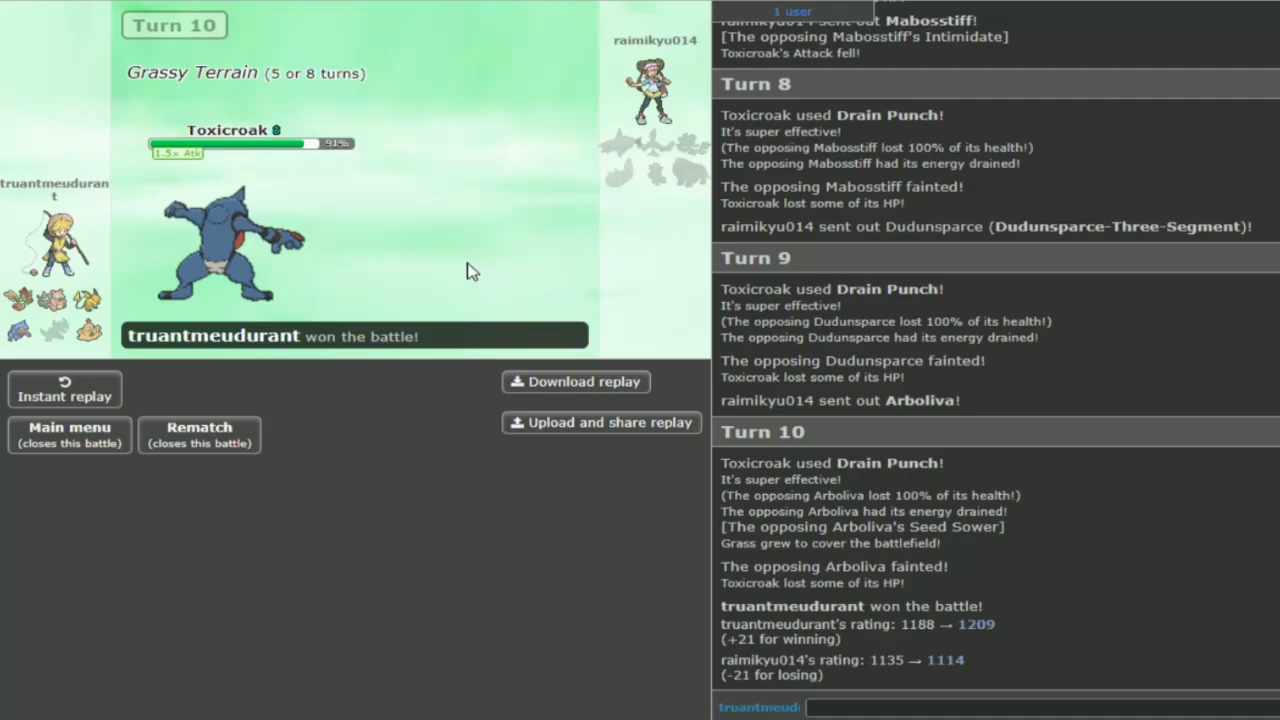 Turn 10
Grassy Terrain (5 or 8 turns)
Toxicroak
91%
1.5× Atk
truantmeuduran
t
raimikyu014
truantmeudurant won the battle!
Instant replay
Download replay
Main menu
(closes this battle)
Rematch
(closes this battle)
Upload and share replay
1 user
raimikyu014 sent out Mabosstiff!
[The opposing Mabosstiff's Intimidate]
Toxicroak's Attack fell!
Turn 8
Toxicroak used Drain Punch!
It's super effective!
(The opposing Mabosstiff lost 100% of its health!)
The opposing Mabosstiff had its energy drained!
The opposing Mabosstiff fainted!
Toxicroak lost some of its HP!
raimikyu014 sent out Dudunsparce (Dudunsparce-Three-Segment)!
Turn 9
Toxicroak used Drain Punch!
It's super effective!
(The opposing Dudunsparce lost 100% of its health!)
The opposing Dudunsparce had its energy drained!
The opposing Dudunsparce fainted!
Toxicroak lost some of its HP!
raimikyu014 sent out Arboliva!
Turn 10
Toxicroak used Drain Punch!
It's super effective!
(The opposing Arboliva lost 100% of its health!)
The opposing Arboliva had its energy drained!
[The opposing Arboliva's Seed Sower]
Grass grew to cover the battlefield!
The opposing Arboliva fainted!
Toxicroak lost some of its HP!
truantmeudurant won the battle!
truantmeudurant's rating: 1188 → 1209
(+21 for winning)
raimikyu014's rating: 1135 → 1114
(-21 for losing)
truantmeud